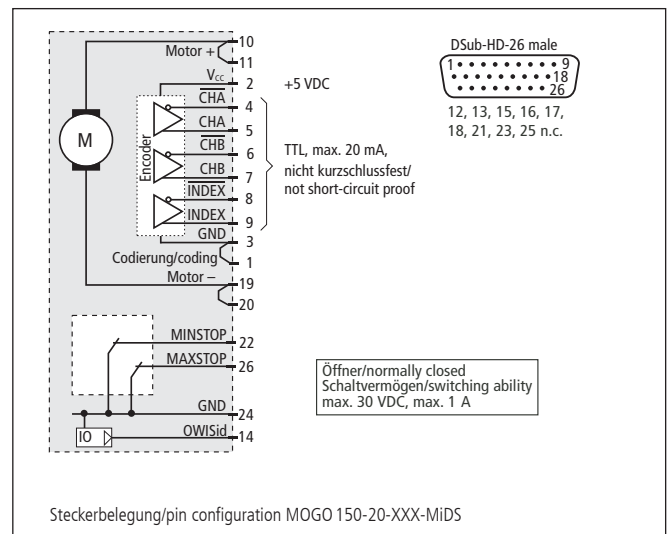 10
Motor +
11
Vcc
2
+5 VDC
CHA
4
CHA
5
CHB
6
CHB
7
INDEX
8
INDEX
9
GND
3
Codierung/coding
1
Motor –
19
20
M
Encoder
TTL, max. 20 mA,
nicht kurzschlussfest/
not short-circuit proof
DSub-HD-26 male
1 9
18
26
12, 13, 15, 16, 17,
18, 21, 23, 25 n.c.
MINSTOP
22
MAXSTOP
26
GND
24
IO
OWISid
14
Öffner/normally closed
Schaltvermögen/switching ability
max. 30 VDC, max. 1 A
Steckerbelegung/pin configuration MOGO 150-20-XXX-MiDS